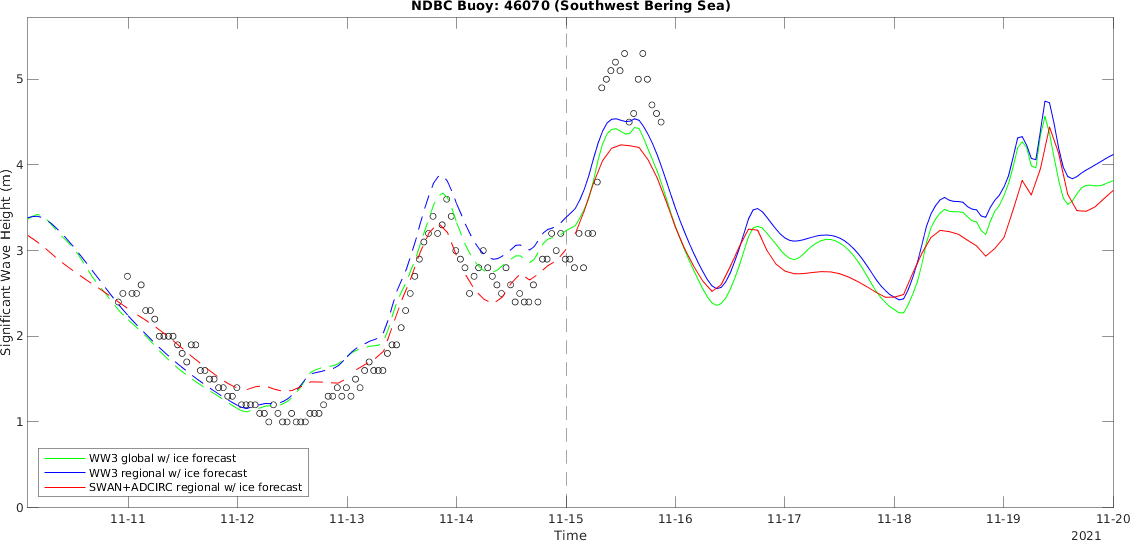 NDBC Buoy: 46070 (Southwest Bering Sea)
Significant Wave Height (m)
5
4
3
2
1
0
WW3 global w/ ice forecast
WW3 regional w/ ice forecast
SWAN+ADCIRC regional w/ ice forecast
11-11 11-12 11-13 11-14 11-15 11-16 11-17 11-18 11-19 11-20
Time
2021